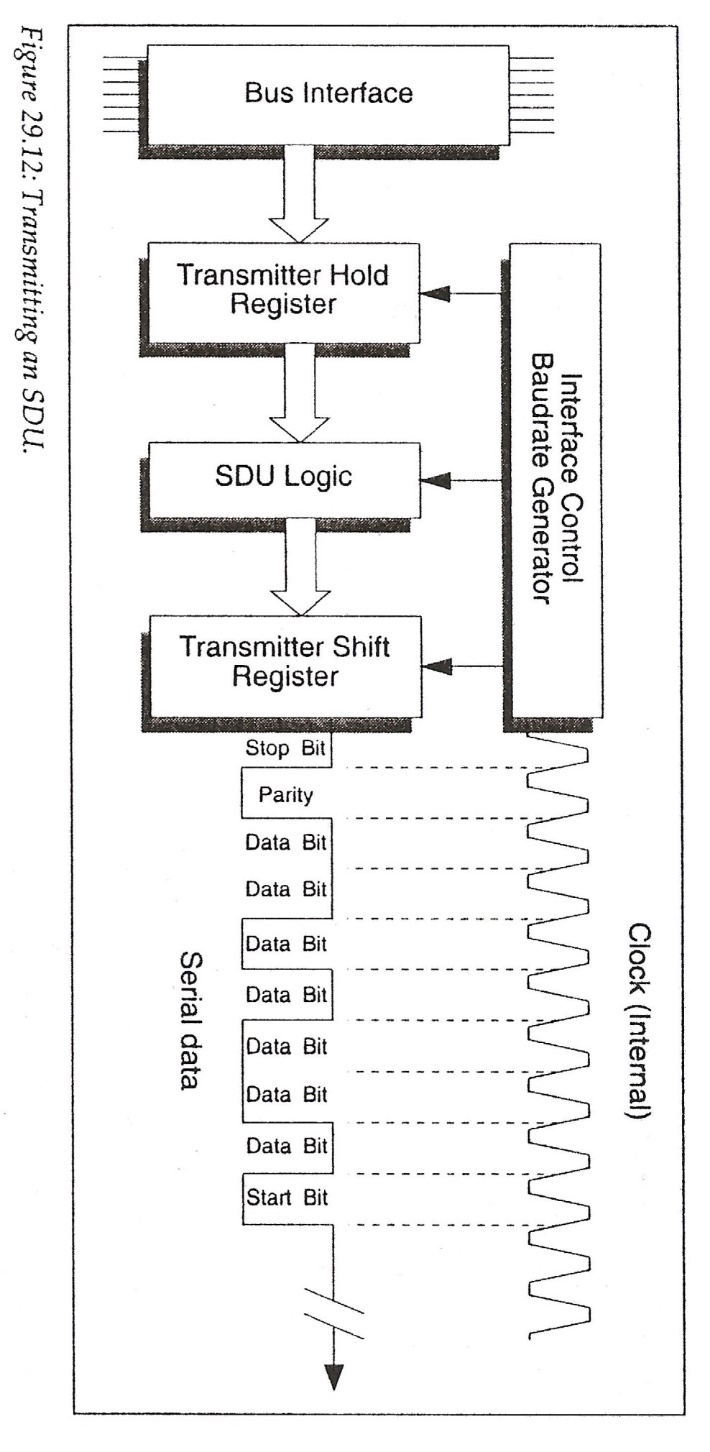 Bus Interface
Transmitter Hold
Register
Interface Control
Baudrate Generator
SDU Logic
Transmitter Shift
Register
Stop Bit
Parity
Data Bit
Data Bit
Data Bit
Data Bit
Data Bit
Data Bit
Data Bit
Start Bit
Serial data
Clock (Internal)
Figure 29.12: Transmitting an SDU.